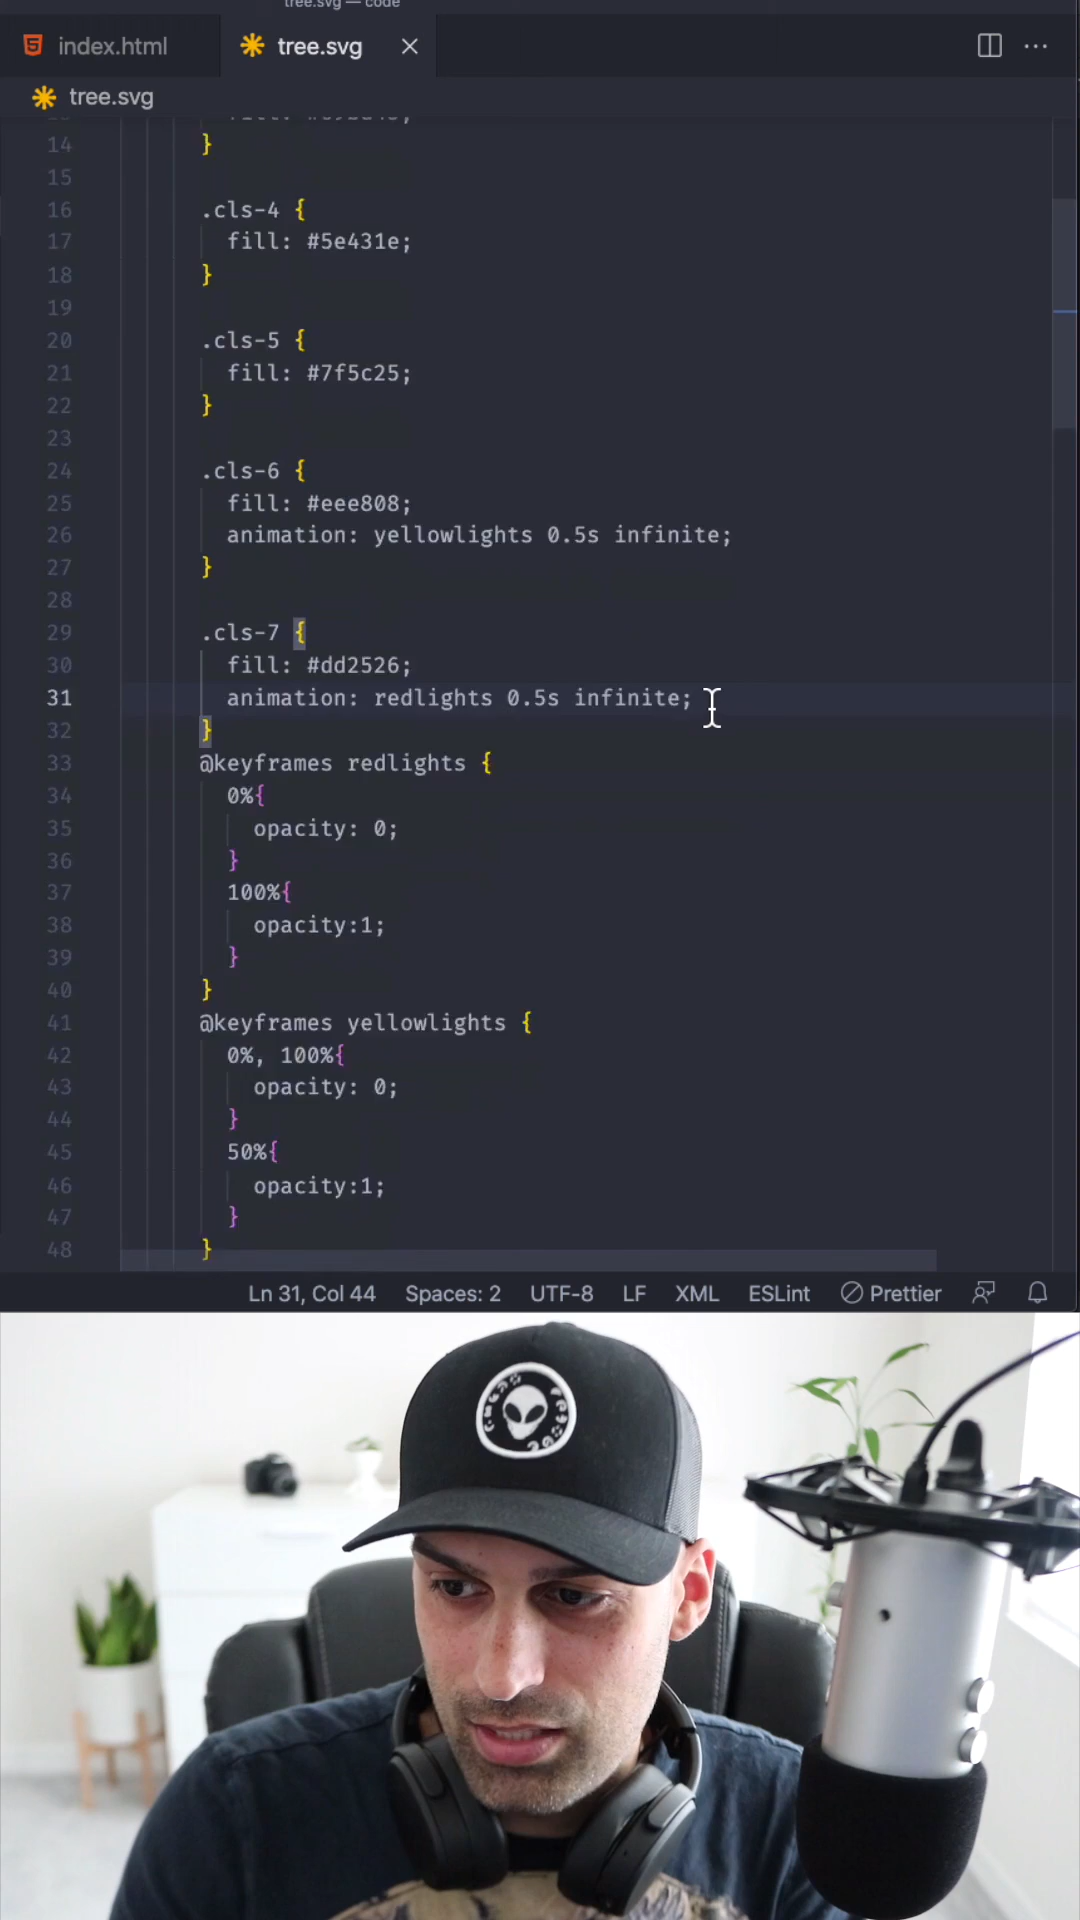 tree.svg — code
index.html
tree.svg
tree.svg
14 }
15
16 .cls-4 {
17 fill: #5e431e;
18 }
19
20 .cls-5 {
21 fill: #7f5c25;
22 }
23
24 .cls-6 {
25 fill: #eee808;
26 animation: yellowlights 0.5s infinite;
27 }
28
29 .cls-7 {
30 fill: #dd2526;
31 animation: redlights 0.5s infinite;
32 }
33 @keyframes redlights {
34 0%{
35 opacity: 0;
36 }
37 100%{
38 opacity:1;
39 }
40 }
41 @keyframes yellowlights {
42 0%, 100%{
43 opacity: 0;
44 }
45 50%{
46 opacity:1;
47 }
48 }
Ln 31, Col 44 Spaces: 2 UTF-8 LF XML ESLint Prettier